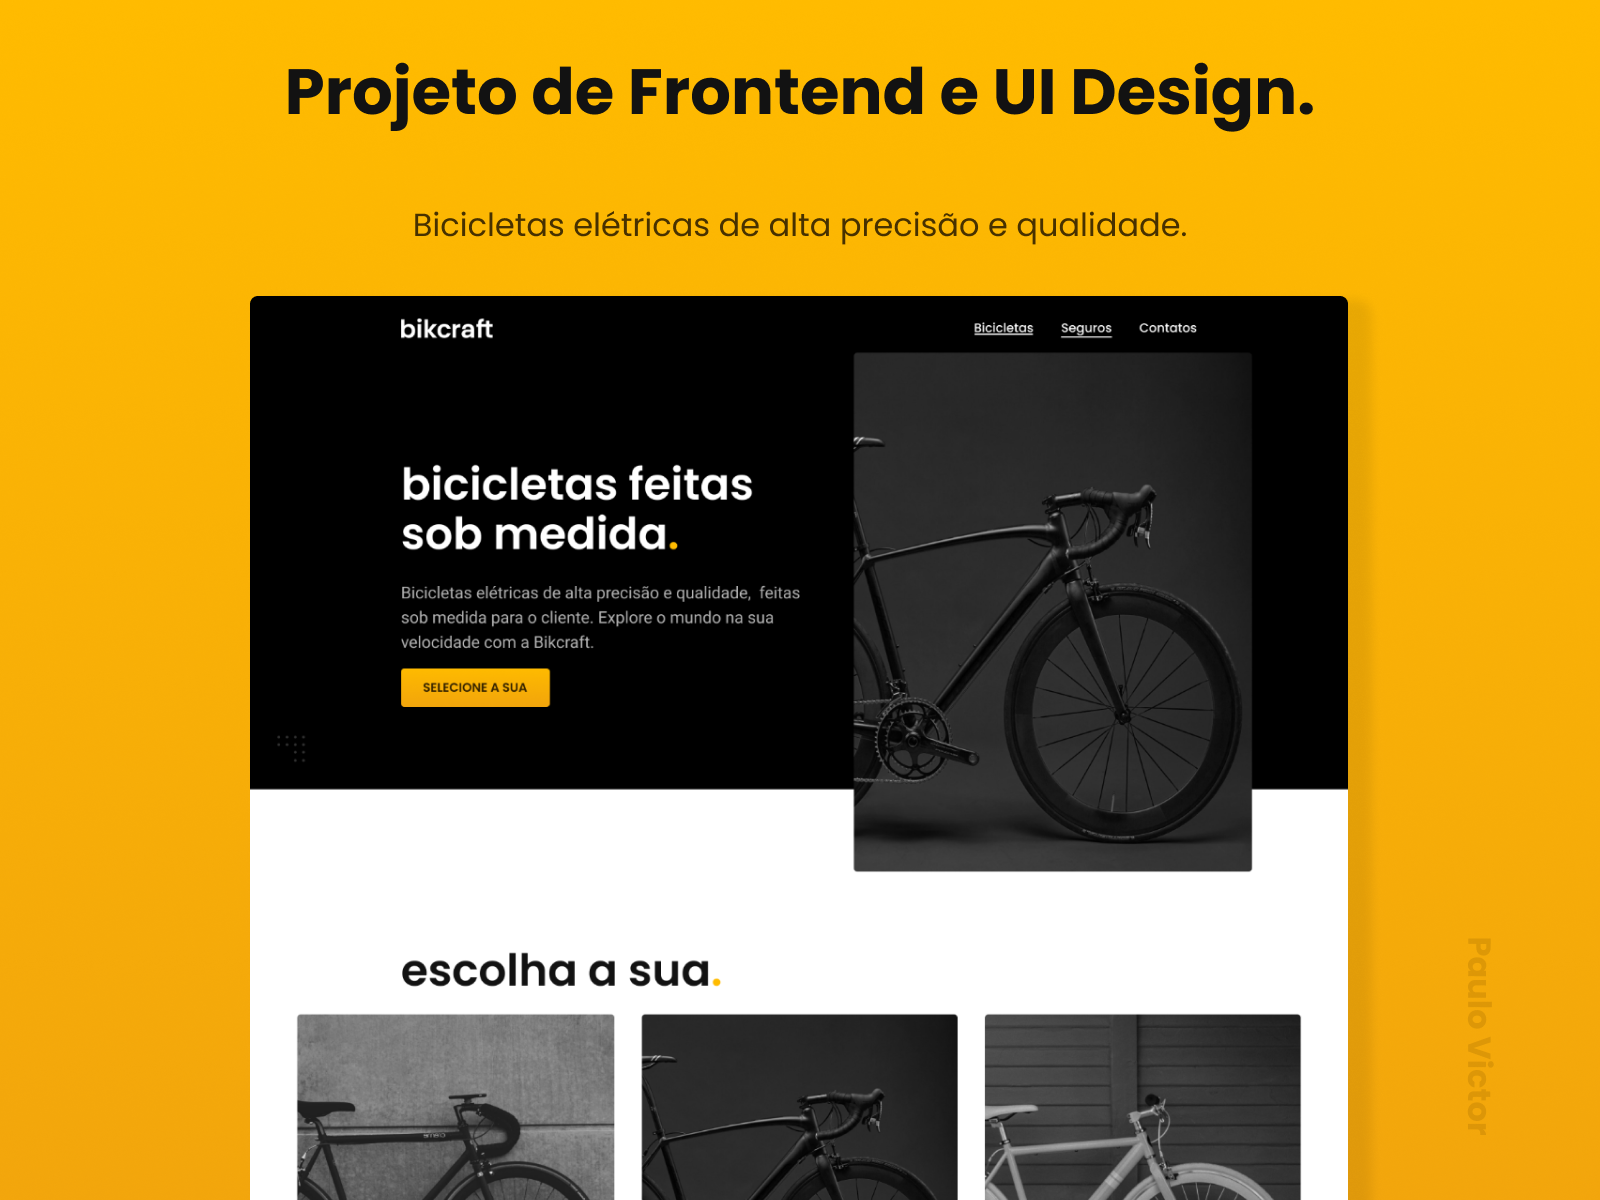 Projeto de Frontend e UI Design.
Bicicletas elétricas de alta precisão e qualidade.
bikcraft
Bicicletas Seguros Contatos
bicicletas feitas
sob medida.
Bicicletas elétricas de alta precisão e qualidade, feitas
sob medida para o cliente. Explore o mundo na sua
velocidade com a Bikcraft.
SELECIONE A SUA
escolha a sua.
Paulo Victor